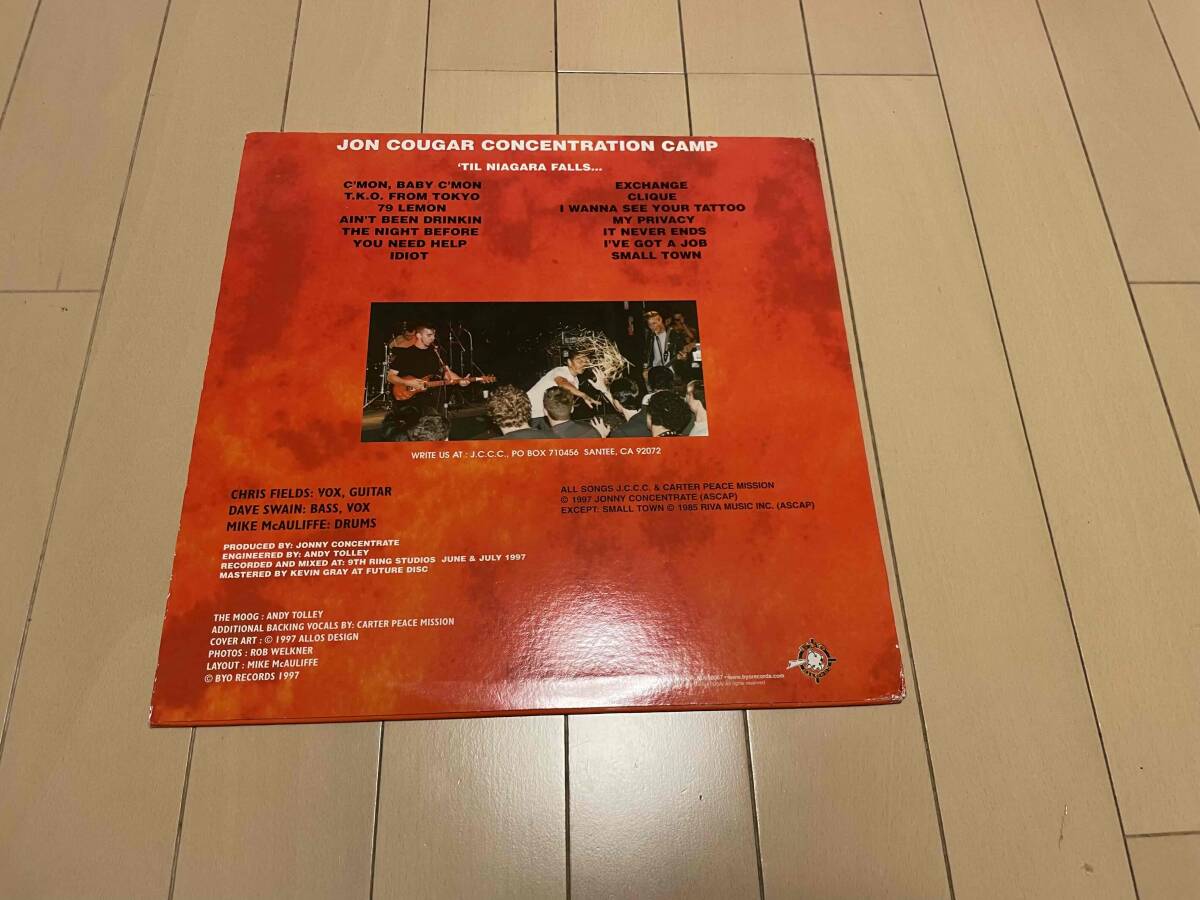 JON COUGAR CONCENTRATION CAMP
'TIL NIAGARA FALLS...
C'MON, BABY C'MON
T.K.O. FROM TOKYO
79 LEMON
AIN'T BEEN DRINKIN
THE NIGHT BEFORE
YOU NEED HELP
IDIOT
EXCHANGE
CLIQUE
I WANNA SEE YOUR TATTOO
MY PRIVACY
IT NEVER ENDS
I'VE GOT A JOB
SMALL TOWN
WRITE US AT : J.C.C.C., PO BOX 710456 SANTEE, CA 92072
CHRIS FIELDS: VOX, GUITAR
DAVE SWAIN: BASS, VOX
MIKE McAULIFFE: DRUMS
ALL SONGS J.C.C.C. & CARTER PEACE MISSION
© 1997 JONNY CONCENTRATE (ASCAP)
EXCEPT: SMALL TOWN © 1985 RIVA MUSIC INC. (ASCAP)
PRODUCED BY: JONNY CONCENTRATE
ENGINEERED BY: ANDY TOLLEY
RECORDED AND MIXED AT: 9TH RING STUDIOS JUNE & JULY 1997
MASTERED BY KEVIN GRAY AT FUTURE DISC
THE MOOG : ANDY TOLLEY
ADDITIONAL BACKING VOCALS BY: CARTER PEACE MISSION
COVER ART : © 1997 ALLOS DESIGN
PHOTOS : ROB WELKNER
LAYOUT : MIKE McAULIFFE
© BYO RECORDS 1997
www.byorecords.com
All rights reserved